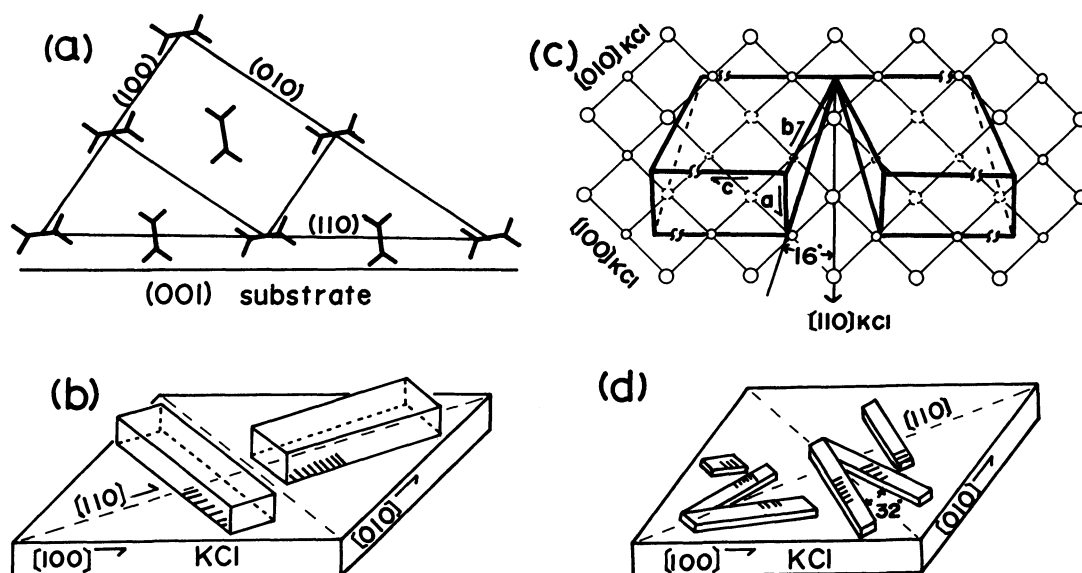 (a)
(100)
(010)
(110)
(001) substrate
(c)
[010]KCl
b
c
a
[100]KCl
16°
[110]KCl
(b)
[110]
[010]
[100]
KCl
(d)
[110]
32°
[010]
[100]
KCl